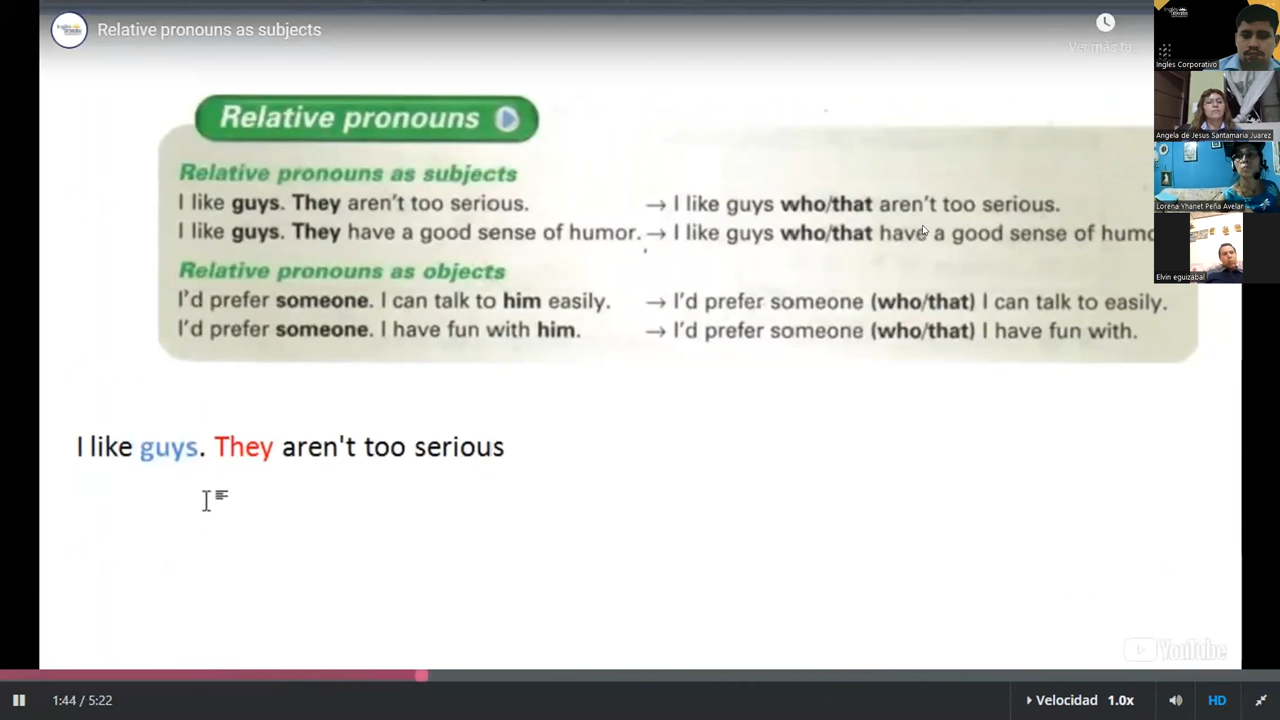 Relative pronouns as subjects
Ver más ta
Relative pronouns
Relative pronouns as subjects
I like guys. They aren't too serious. → I like guys who/that aren't too serious.
I like guys. They have a good sense of humor. → I like guys who/that have a good sense of humo
Relative pronouns as objects
I'd prefer someone. I can talk to him easily. → I'd prefer someone (who/that) I can talk to easily.
I'd prefer someone. I have fun with him. → I'd prefer someone (who/that) I have fun with.
I like guys. They aren't too serious
YouTube
1:44 / 5:22
Velocidad 1.0x
HD
Ingles Corporativo
Angela de Jesus Santamaria Juarez
Lorena Yhanet Peña Avelar
Elvin eguizabal